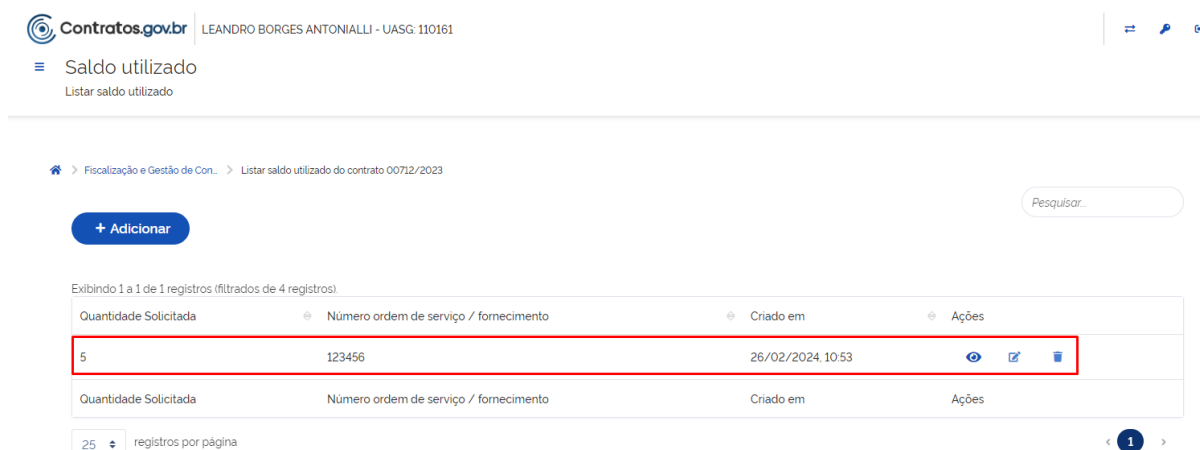 Contratos.gov.br LEANDRO BORGES ANTONIALLI - UASG: 110161
Saldo utilizado
Listar saldo utilizado
Fiscalização e Gestão de Con... > Listar saldo utilizado do contrato 00712/2023
Pesquisar...
+ Adicionar
Exibindo 1 a 1 de 1 registros (filtrados de 4 registros).
Quantidade Solicitada Número ordem de serviço / fornecimento Criado em Ações
5 123456 26/02/2024, 10:53
Quantidade Solicitada Número ordem de serviço / fornecimento Criado em Ações
25 registros por página
< 1 >